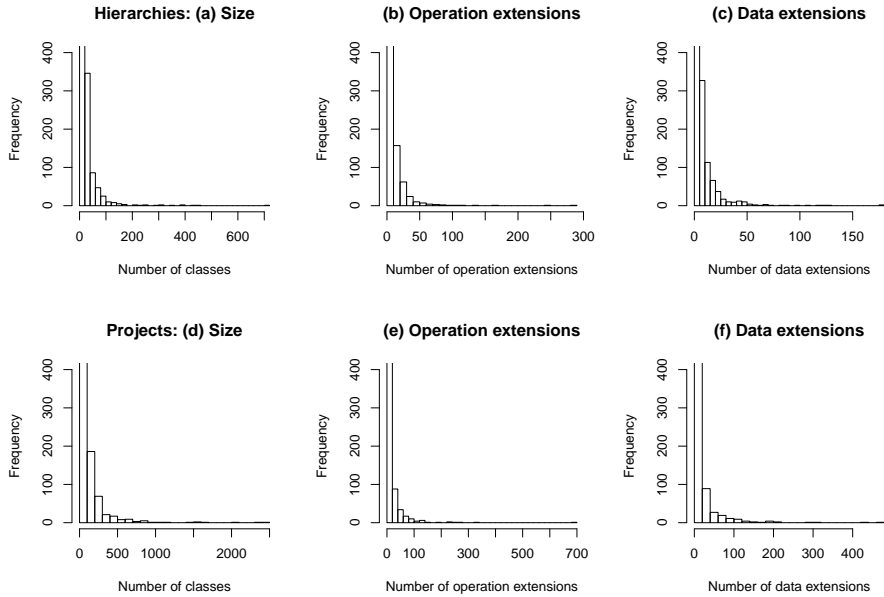 Hierarchies: (a) Size
Frequency
0 100 200 300 400
0 200 400 600
Number of classes
(b) Operation extensions
Frequency
0 100 200 300 400
0 50 100 200 300
Number of operation extensions
(c) Data extensions
Frequency
0 100 200 300 400
0 50 100 150
Number of data extensions
Projects: (d) Size
Frequency
0 100 200 300 400
0 500 1000 2000
Number of classes
(e) Operation extensions
Frequency
0 100 200 300 400
0 100 300 500 700
Number of operation extensions
(f) Data extensions
Frequency
0 100 200 300 400
0 100 200 300 400
Number of data extensions